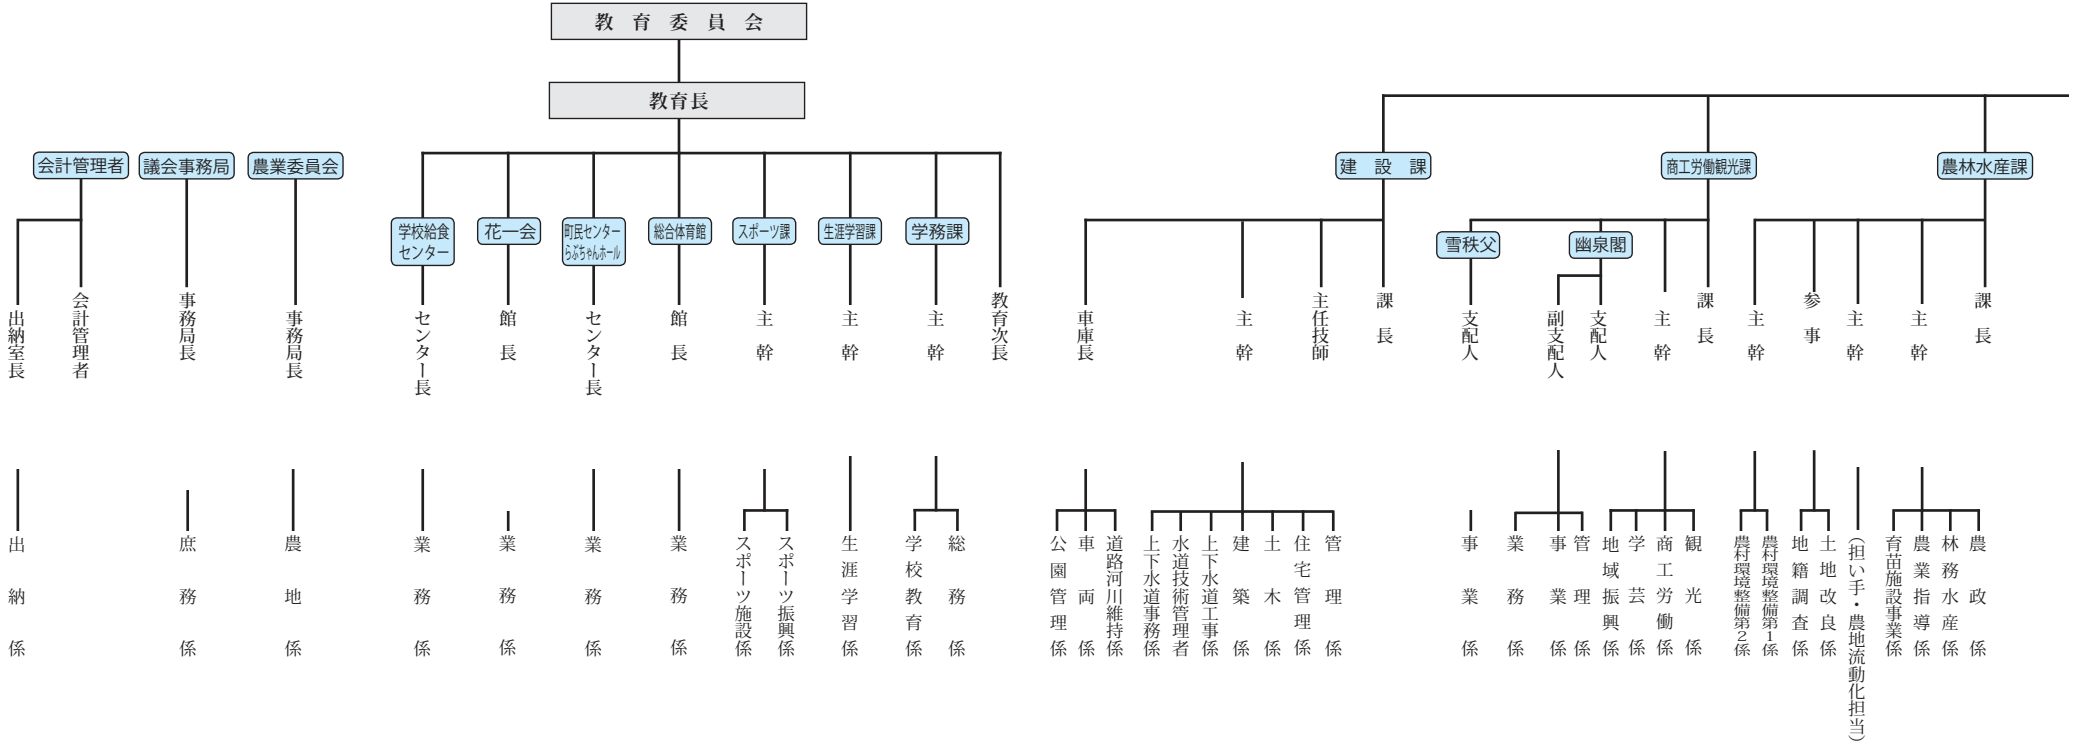 教育委員会
教育長
会計管理者
議会事務局
農業委員会
建設課
商工労働観光課
農林水産課
学校給食
センター
花一会
町民センター
らぷちゃんホール
総合体育館
スポーツ課
生涯学習課
学務課
雪秩父
幽泉閣
出納室長
会計管理者
事務局長
事務局長
センター長
館長
センター長
館長
主幹
主幹
主幹
教育次長
車庫長
主幹
主任技師
課長
支配人
副支配人
支配人
主幹
課長
主幹
参事
主幹
主幹
課長
出納係
庶務係
農地係
業務係
業務係
業務係
業務係
スポーツ施設係
スポーツ振興係
生涯学習係
学校教育係
総務係
公園管理係
車両係
道路河川維持係
上下水道事務係
水道技術管理者
上下水道工事係
建築係
土木係
住宅管理係
管理係
事業係
業務係
事業係
管理係
地域振興係
学芸係
商工労働係
観光係
農村環境整備第2係
農村環境整備第1係
地籍調査係
土地改良係
（担い手・農地流動化担当）
育苗施設事業係
農業指導係
林務水産係
農政係